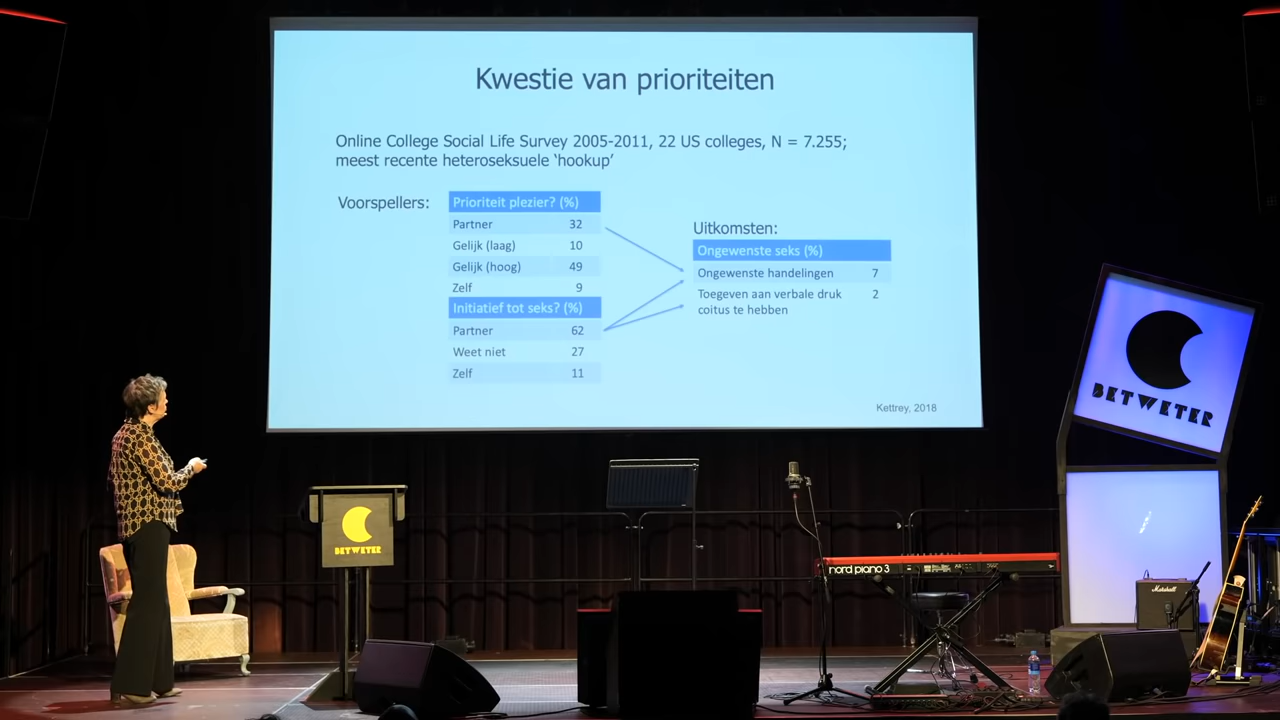 Kwestie van prioriteiten
Online College Social Life Survey 2005-2011, 22 US colleges, N = 7.255;
meest recente heteroseksuele ‘hookup’
Voorspellers:
Prioriteit plezier? (%)
Partner 32
Gelijk (laag) 10
Gelijk (hoog) 49
Zelf 9
Initiatief tot seks? (%)
Partner 62
Weet niet 27
Zelf 11
Uitkomsten:
Ongewenste seks (%)
Ongewenste handelingen 7
Toegeven aan verbale druk 2
coitus te hebben
Kettrey, 2018
BETWETER
BETWETER
nord piano 3
Marshall